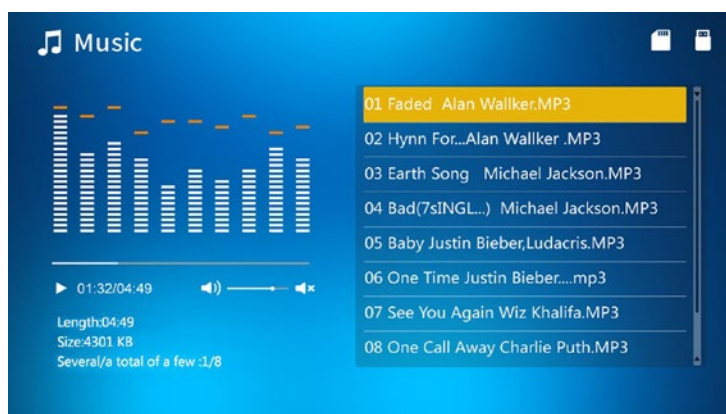 Music
01 Faded Alan Wallker.MP3
02 Hynn For...Alan Wallker .MP3
03 Earth Song Michael Jackson.MP3
04 Bad(7sINGL...) Michael Jackson.MP3
05 Baby Justin Bieber,Ludacris.MP3
06 One Time Justin Bieber....mp3
07 See You Again Wiz Khalifa.MP3
08 One Call Away Charlie Puth.MP3
01:32/04:49
Length:04:49
Size:4301 KB
Several/a total of a few :1/8